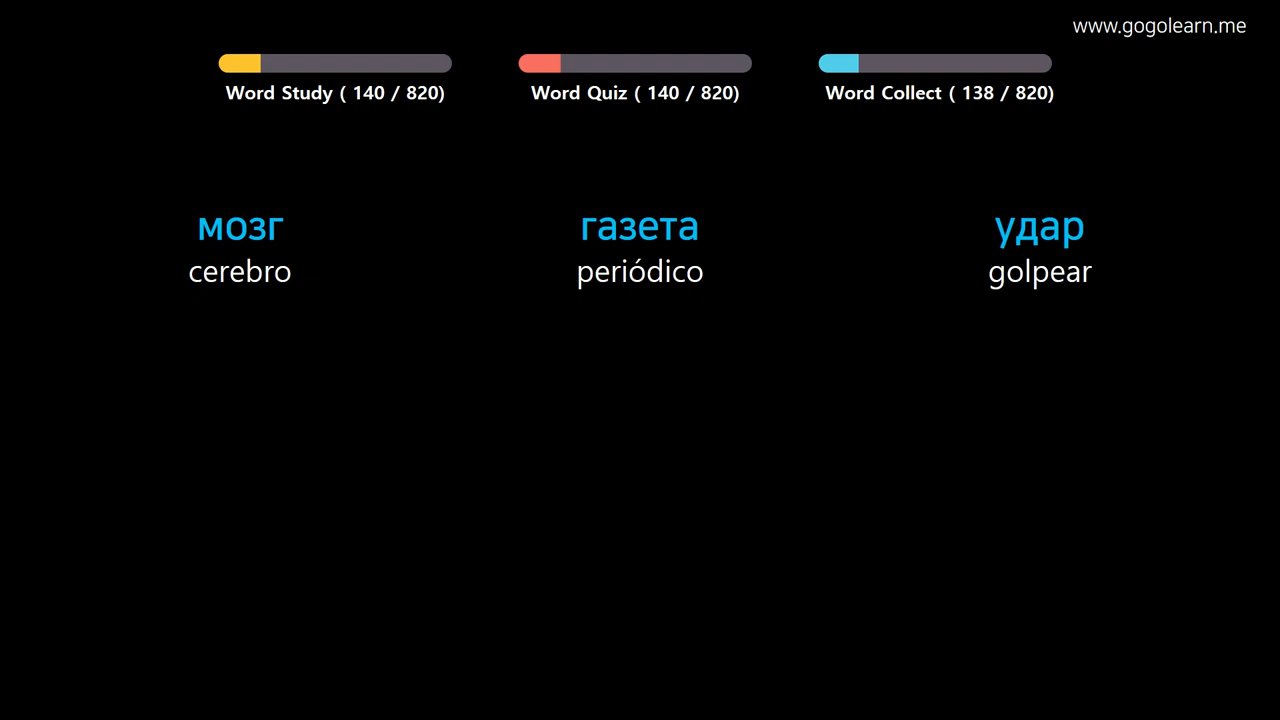 www.gogolearn.me
Word Study ( 140 / 820)
Word Quiz ( 140 / 820)
Word Collect ( 138 / 820)
мозг
cerebro
газета
periódico
удар
golpear